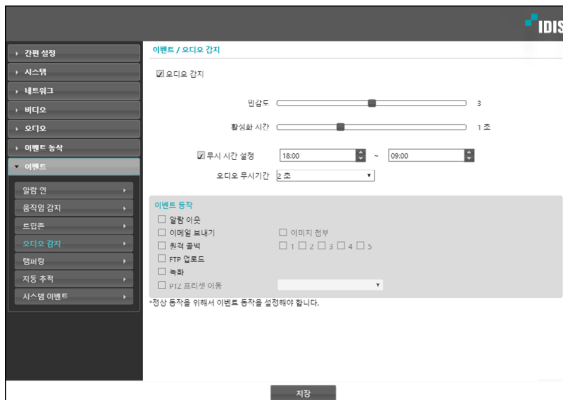 IDIS
간편 설정
시스템
네트워크
비디오
오디오
이벤트 동작
이벤트
알람 인
움직임 감지
트립존
오디오 감지
탬퍼링
자동 추적
시스템 이벤트
이벤트 / 오디오 감지
오디오 감지
민감도 3
활성화 시간 1 초
무시 시간 설정 18:00 ~ 09:00
오디오 무시기간 2 초
이벤트 동작
알람 아웃
이메일 보내기 이미지 첨부
원격 콜백 1 2 3 4 5
FTP 업로드
녹화
PTZ 프리셋 이동
*정상 동작을 위해서 이벤트 동작을 설정해야 합니다.
저장